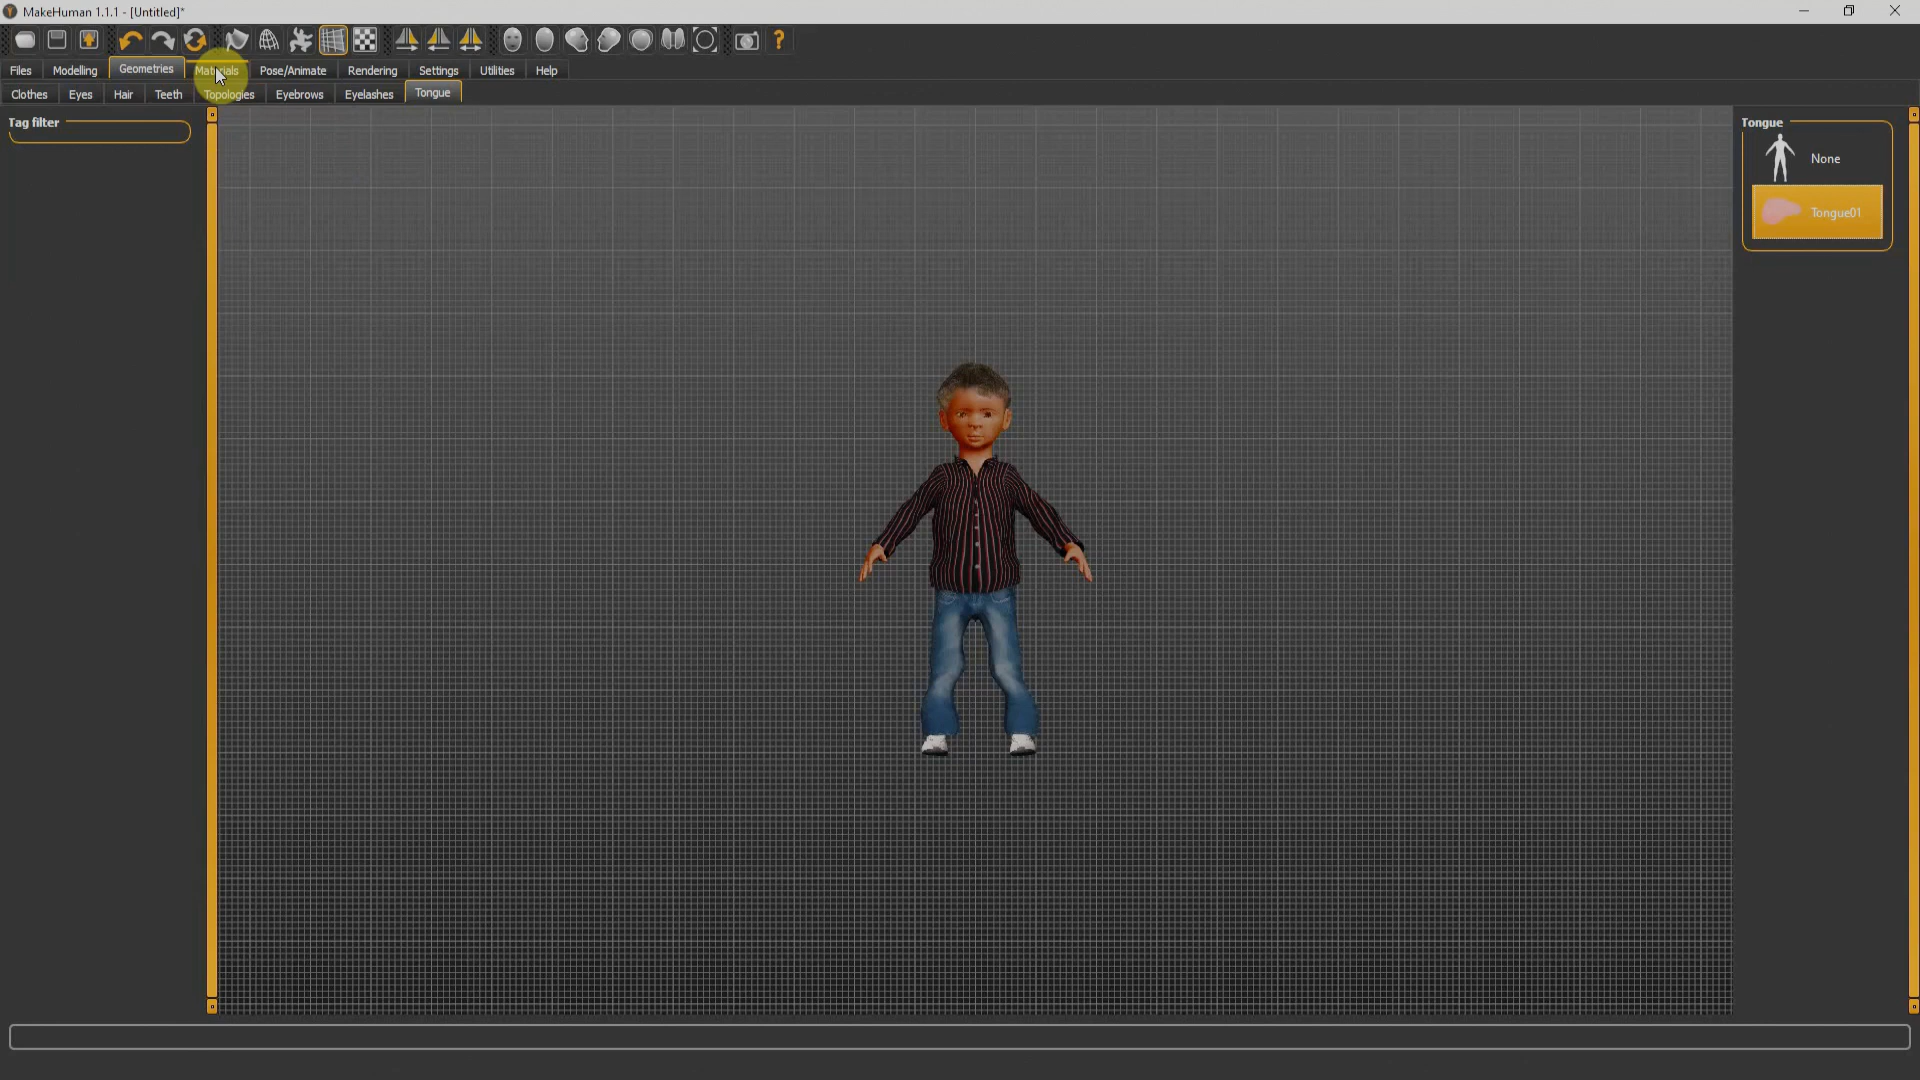 MakeHuman 1.1.1 - [Untitled]*
Files Modelling Geometries Materials Pose/Animate Rendering Settings Utilities Help
Clothes Eyes Hair Teeth Topologies Eyebrows Eyelashes Tongue
Tag filter
Tongue
None
Tongue01